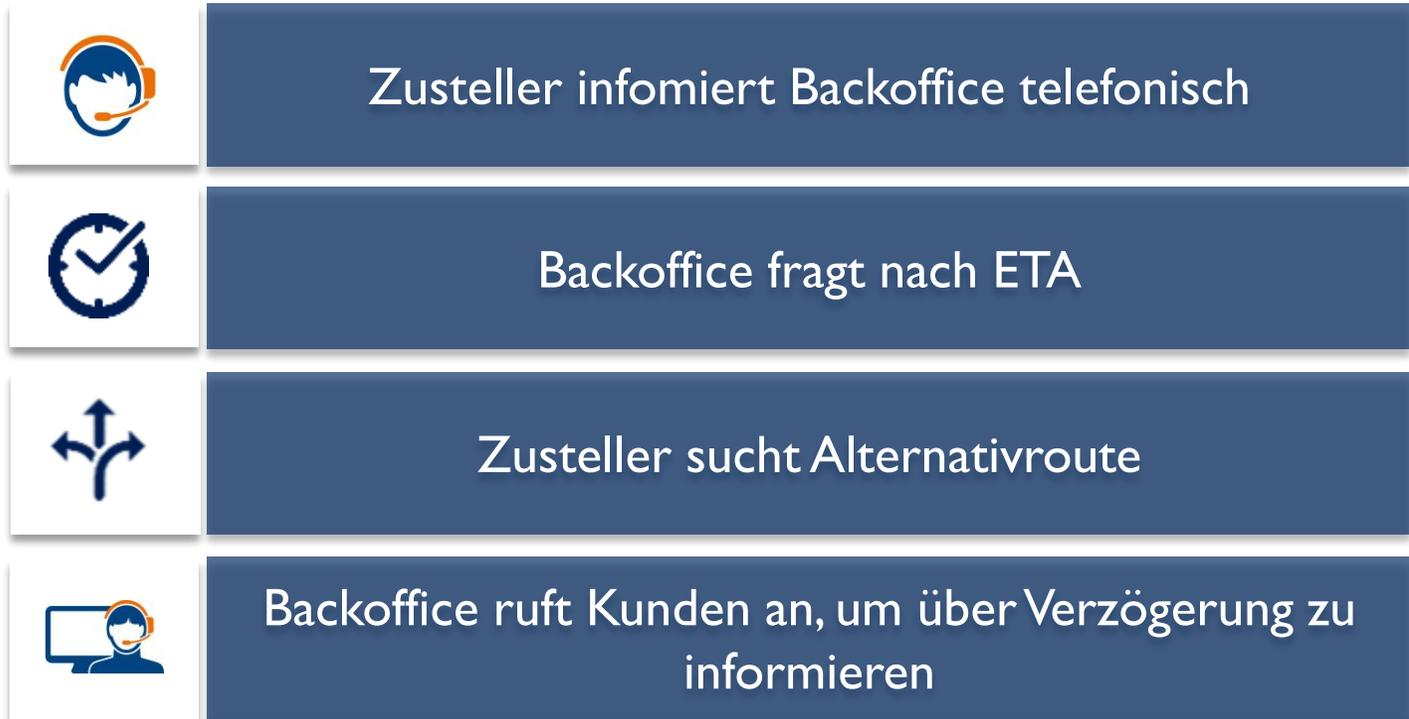 Zusteller infomiert Backoffice telefonisch
Backoffice fragt nach ETA
Zusteller sucht Alternativroute
Backoffice ruft Kunden an, um über Verzögerung zu
informieren